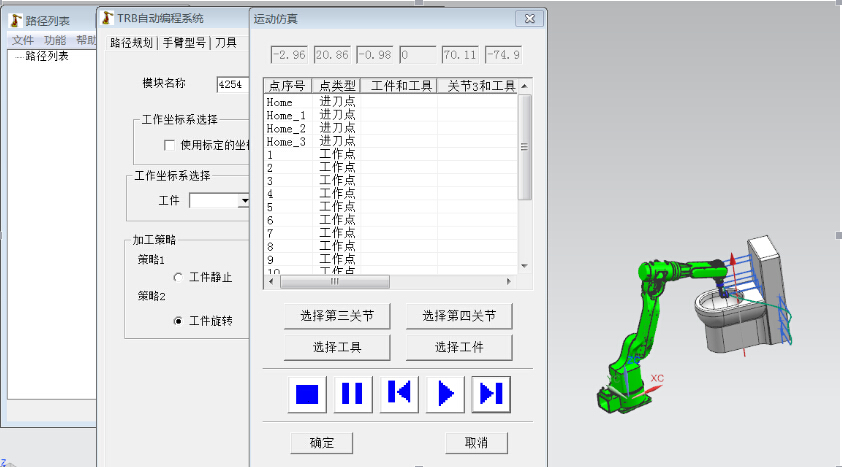 路径列表
文件 功能 帮助
路径列表
TRB自动编程系统
路径规划 手臂型号 刀具
模块名称 4254
工作坐标系选择
使用标定的坐标
工作坐标系选择
工件
加工策略
策略1
工件静止
策略2
工件旋转
运动仿真
-2.96 20.86 -0.98 0 70.11 -74.9
点序号 点类型 工件和工具 关节3和工具
Home 进刀点
Home_1 进刀点
Home_2 进刀点
Home_3 进刀点
1 工作点
2 工作点
3 工作点
4 工作点
5 工作点
6 工作点
7 工作点
8 工作点
9 工作点
10 工作点
选择第三关节 选择第四关节
选择工具 选择工件
确定 取消
XC
Z